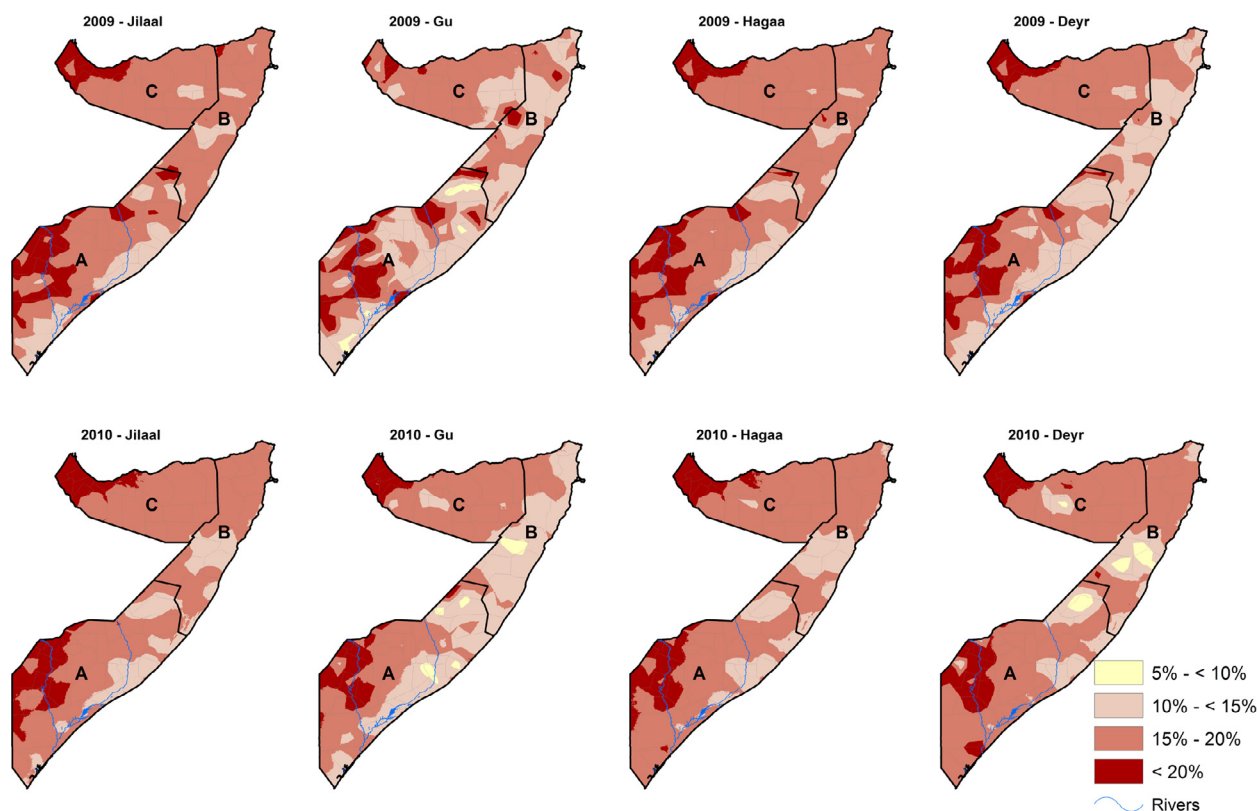 2009 - Jilaal
2009 - Gu
2009 - Hagaa
2009 - Deyr
C
B
A
C
B
A
C
B
A
C
B
A
2010 - Jilaal
2010 - Gu
2010 - Hagaa
2010 - Deyr
C
B
A
C
B
A
C
B
A
C
B
A
5% - < 10%
10% - < 15%
15% - 20%
< 20%
Rivers